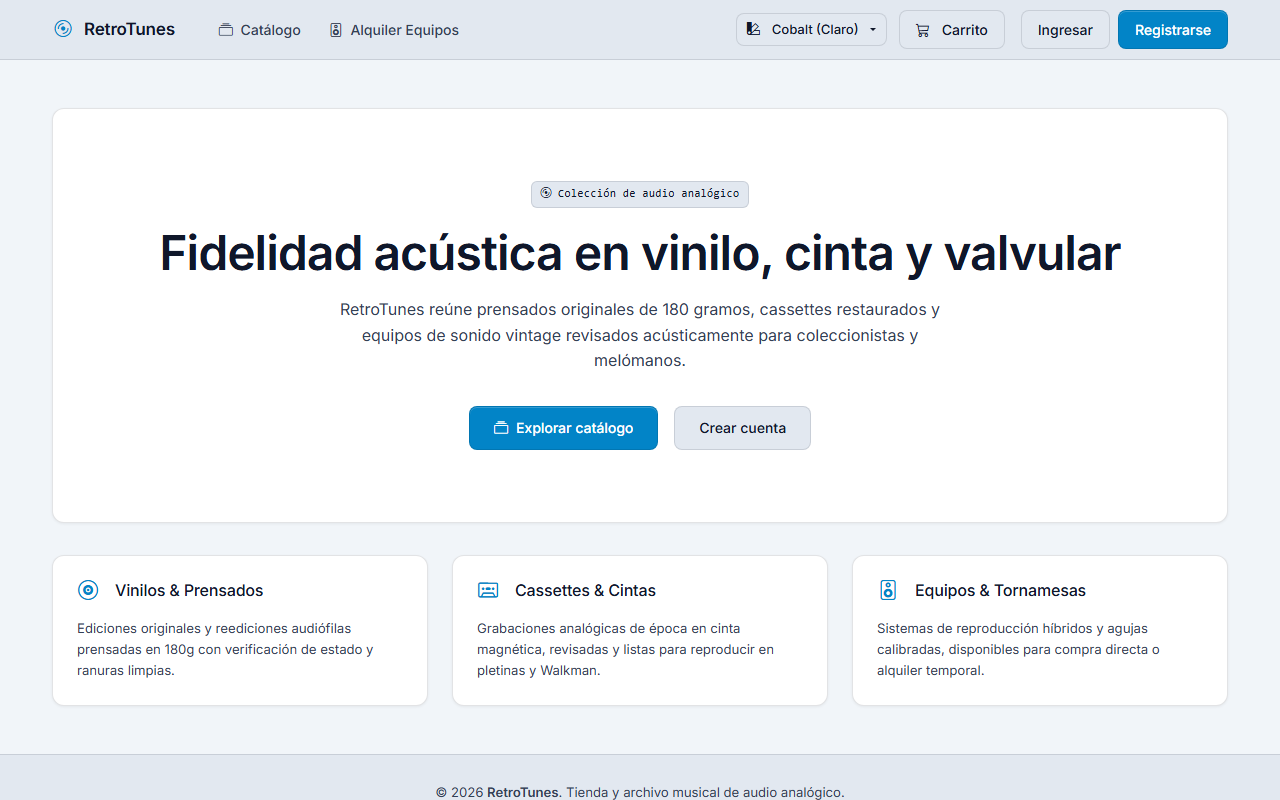 RetroTunes
Catálogo
Alquiler Equipos
Cobalt (Claro)
Carrito
Ingresar
Registrarse
Colección de audio analógico
Fidelidad acústica en vinilo, cinta y valvular
RetroTunes reúne prensados originales de 180 gramos, cassettes restaurados y
equipos de sonido vintage revisados acústicamente para coleccionistas y
melómanos.
Explorar catálogo
Crear cuenta
Vinilos & Prensados
Ediciones originales y reediciones audiófilas
prensadas en 180g con verificación de estado y
ranuras limpias.
Cassettes & Cintas
Grabaciones analógicas de época en cinta
magnética, revisadas y listas para reproducir en
pletinas y Walkman.
Equipos & Tornamesas
Sistemas de reproducción híbridos y agujas
calibradas, disponibles para compra directa o
alquiler temporal.
© 2026 RetroTunes. Tienda y archivo musical de audio analógico.